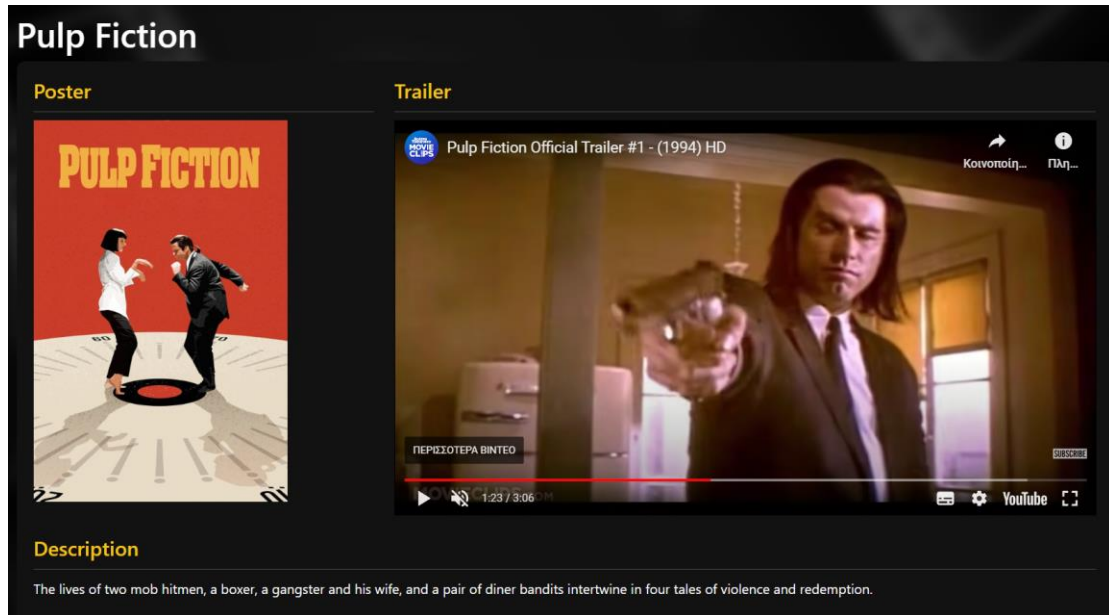 Pulp Fiction
Poster
Trailer
PULP FICTION
MOVIE
CLIPS
Pulp Fiction Official Trailer #1 - (1994) HD
Κοινοποίη...
Πλη...
60
70
ΠΕΡΙΣΣΟΤΕΡΑ ΒΙΝΤΕΟ
SUBSCRIBE
1:23 / 3:06
YouTube
Description
The lives of two mob hitmen, a boxer, a gangster and his wife, and a pair of diner bandits intertwine in four tales of violence and redemption.